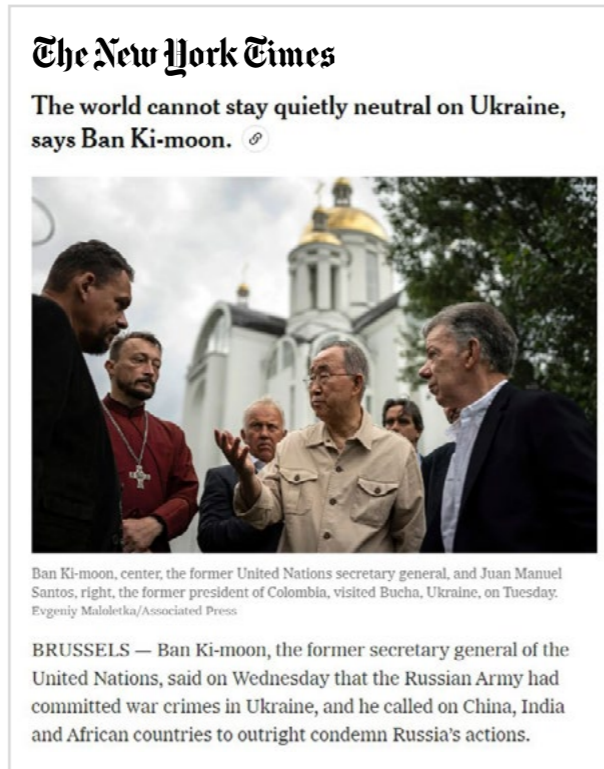 The New York Times
The world cannot stay quietly neutral on Ukraine,
says Ban Ki-moon.
Ban Ki-moon, center, the former United Nations secretary general, and Juan Manuel
Santos, right, the former president of Colombia, visited Bucha, Ukraine, on Tuesday.
Evgeniy Maloletka/Associated Press
BRUSSELS — Ban Ki-moon, the former secretary general of the
United Nations, said on Wednesday that the Russian Army had
committed war crimes in Ukraine, and he called on China, India
and African countries to outright condemn Russia's actions.